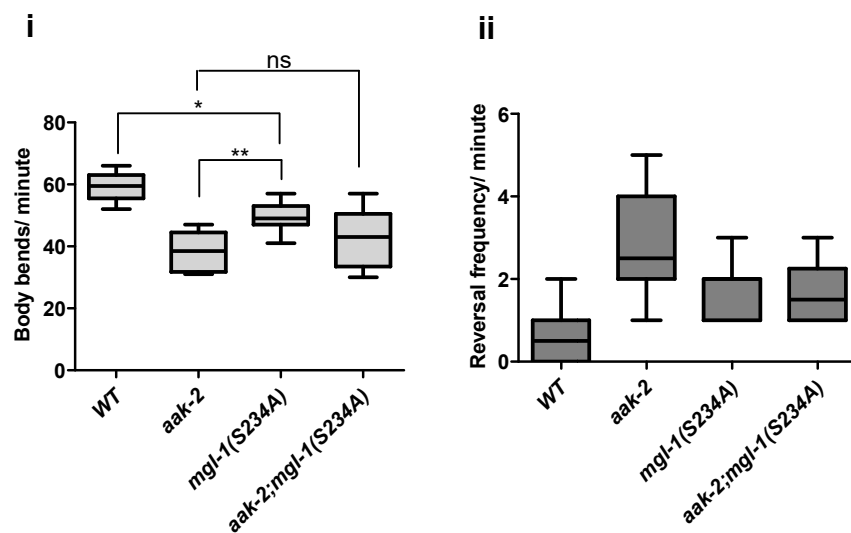 i
ns
*
**
Body bends/ minute
80
60
40
20
0
WT
aak-2
mgl-1(S234A)
aak-2;mgl-1(S234A)
ii
Reversal frequency/ minute
6
4
2
0
WT
aak-2
mgl-1(S234A)
aak-2;mgl-1(S234A)